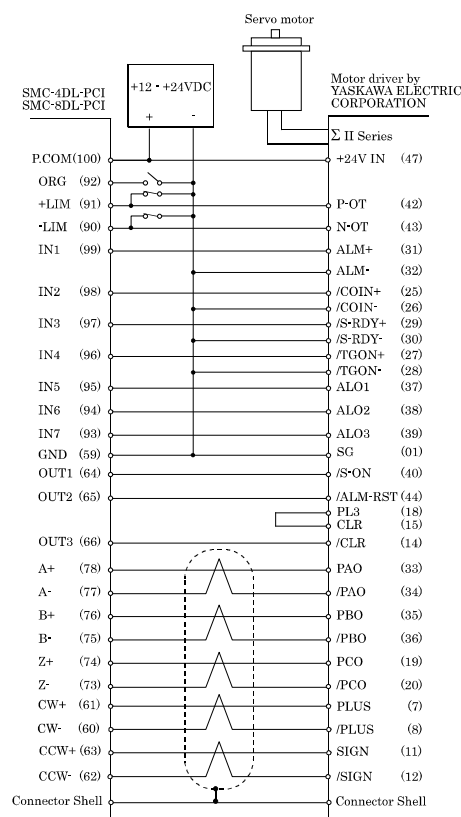 Servo motor
SMC-4DL-PCI
SMC-8DL-PCI
+12 - +24VDC
+ -
Motor driver by
YASKAWA ELECTRIC
CORPORATION
Σ II Series
P.COM(100) +24V IN (47)
ORG (92)
+LIM (91) P-OT (42)
-LIM (90) N-OT (43)
IN1 (99) ALM+ (31)
ALM- (32)
IN2 (98) /COIN+ (25)
/COIN- (26)
IN3 (97) /S-RDY+ (29)
/S-RDY- (30)
IN4 (96) /TGON+ (27)
/TGON- (28)
IN5 (95) ALO1 (37)
IN6 (94) ALO2 (38)
IN7 (93) ALO3 (39)
GND (59) SG (01)
OUT1 (64) /S-ON (40)
OUT2 (65) /ALM-RST (44)
PL3 (18)
CLR (15)
OUT3 (66) /CLR (14)
A+ (78) PAO (33)
A- (77) /PAO (34)
B+ (76) PBO (35)
B- (75) /PBO (36)
Z+ (74) PCO (19)
Z- (73) /PCO (20)
CW+ (61) PLUS (7)
CW- (60) /PLUS (8)
CCW+ (63) SIGN (11)
CCW- (62) /SIGN (12)
Connector Shell Connector Shell